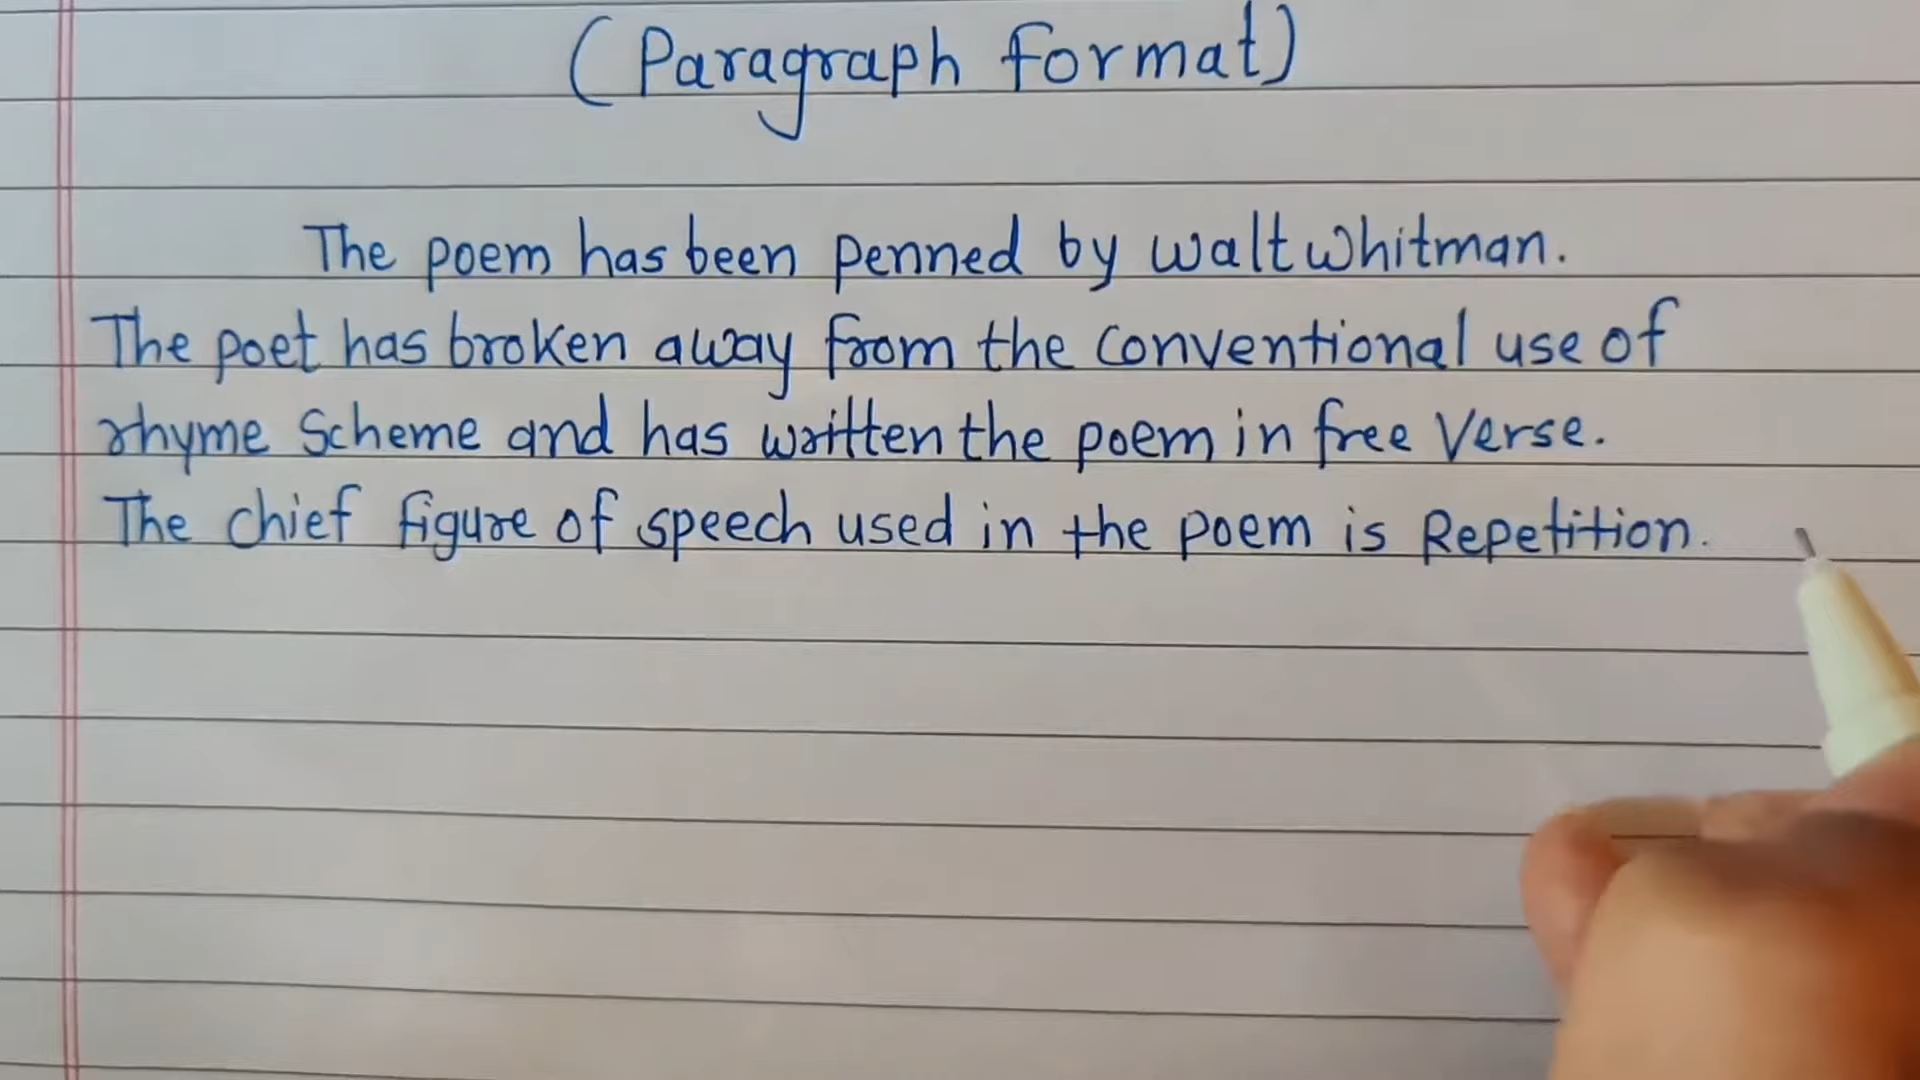 (Paragraph format)
The poem has been penned by walt whitman.
The poet has broken away from the conventional use of
rhyme scheme and has written the poem in free verse.
The chief figure of speech used in the poem is Repetition.